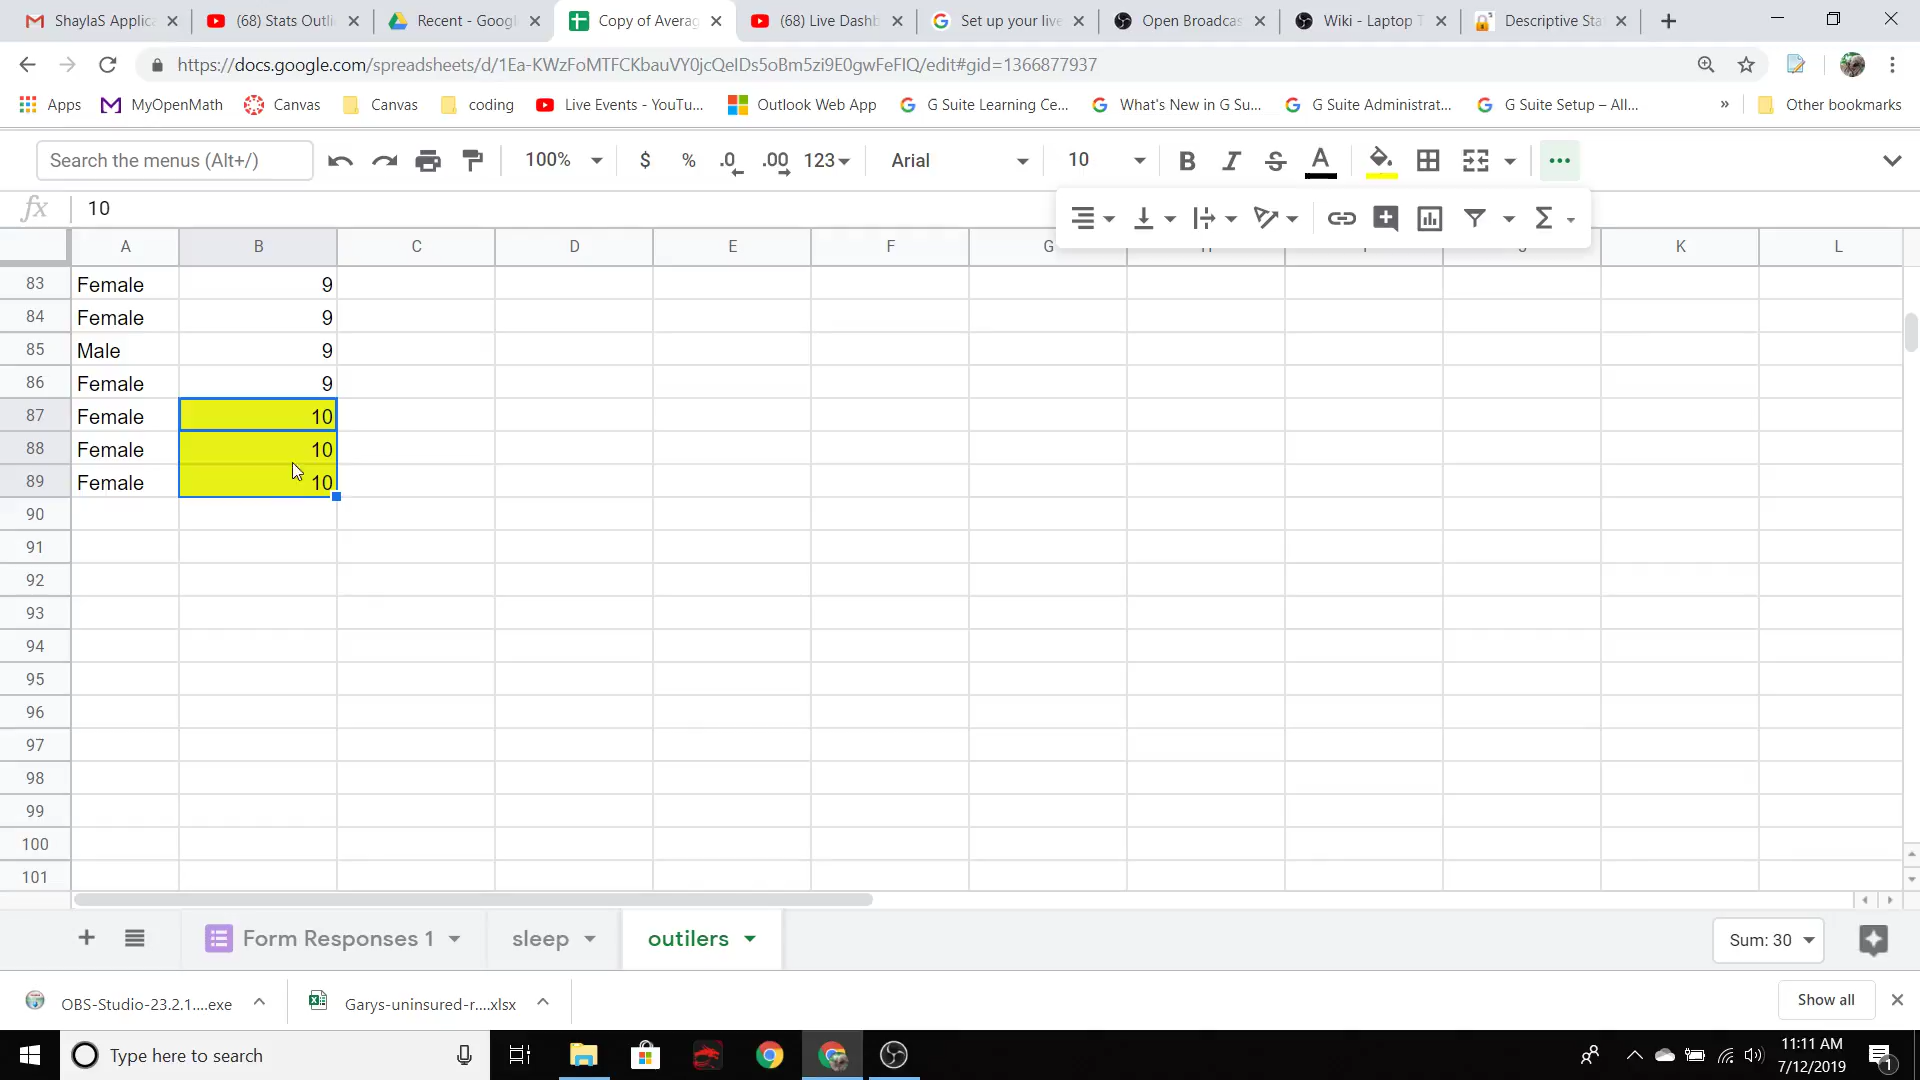 ShaylaS Applica
(68) Stats Outli
Recent - Googl
Copy of Averag
(68) Live Dashb
Set up your live
Open Broadcas
Wiki - Laptop T
Descriptive Sta
https://docs.google.com/spreadsheets/d/1Ea-KWzFoMTFCKbauVY0jcQeIDs5oBm5zi9E0gwFeFIQ/edit#gid=1366877937
Apps
MyOpenMath
Canvas
Canvas
coding
Live Events - YouTu...
Outlook Web App
G Suite Learning Ce...
What's New in G Su...
G Suite Administrat...
G Suite Setup – All...
»
Other bookmarks
Search the menus (Alt+/)
100%
$ % .0 .00 123
Arial
10
B I S A
fx 10
A B C D E F G K L
83 Female 9
84 Female 9
85 Male 9
86 Female 9
87 Female 10
88 Female 10
89 Female 10
90
91
92
93
94
95
96
97
98
99
100
101
Form Responses 1
sleep
outilers
Sum: 30
OBS-Studio-23.2.1....exe
Garys-uninsured-r....xlsx
Show all
Type here to search
11:11 AM
7/12/2019
1